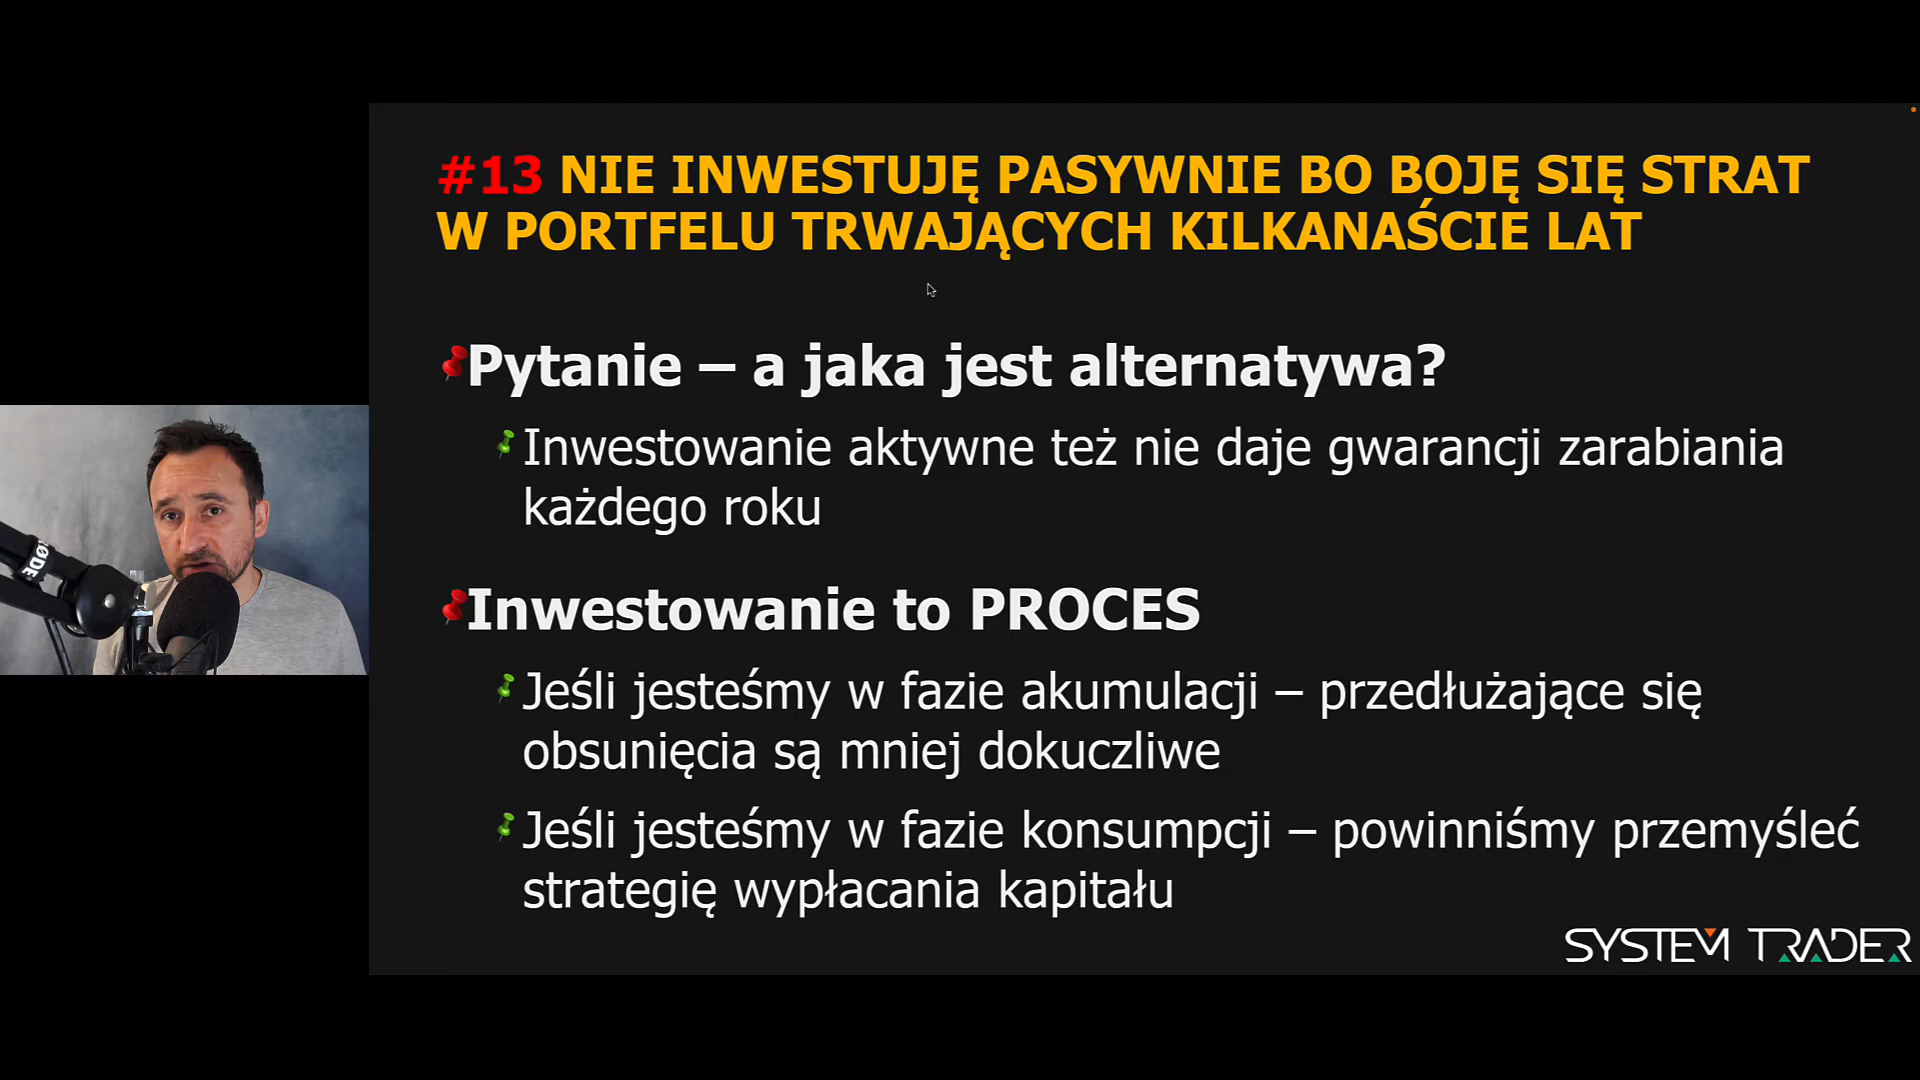 #13 NIE INWESTUJĘ PASYWNIE BO BOJĘ SIĘ STRAT
W PORTFELU TRWAJĄCYCH KILKANAŚCIE LAT
Pytanie – a jaka jest alternatywa?
Inwestowanie aktywne też nie daje gwarancji zarabiania
każdego roku
Inwestowanie to PROCES
Jeśli jesteśmy w fazie akumulacji – przedłużające się
obsunięcia są mniej dokuczliwe
Jeśli jesteśmy w fazie konsumpcji – powinniśmy przemyśleć
strategię wypłacania kapitału
SYSTEM TRADER
RØDE